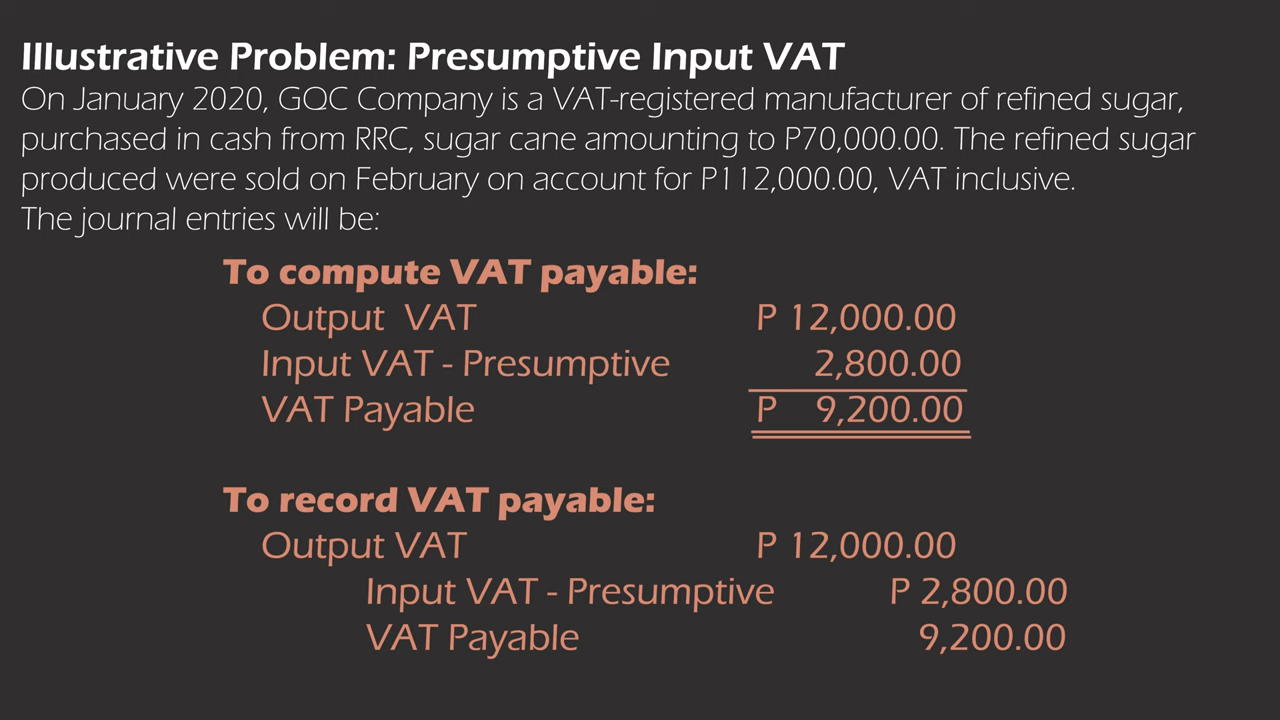 Illustrative Problem: Presumptive Input VAT
On January 2020, GQC Company is a VAT-registered manufacturer of refined sugar,
purchased in cash from RRC, sugar cane amounting to P70,000.00. The refined sugar
produced were sold on February on account for P112,000.00, VAT inclusive.
The journal entries will be:
To compute VAT payable:
Output VAT P 12,000.00
Input VAT - Presumptive 2,800.00
VAT Payable P 9,200.00
To record VAT payable:
Output VAT P 12,000.00
Input VAT - Presumptive P 2,800.00
VAT Payable 9,200.00